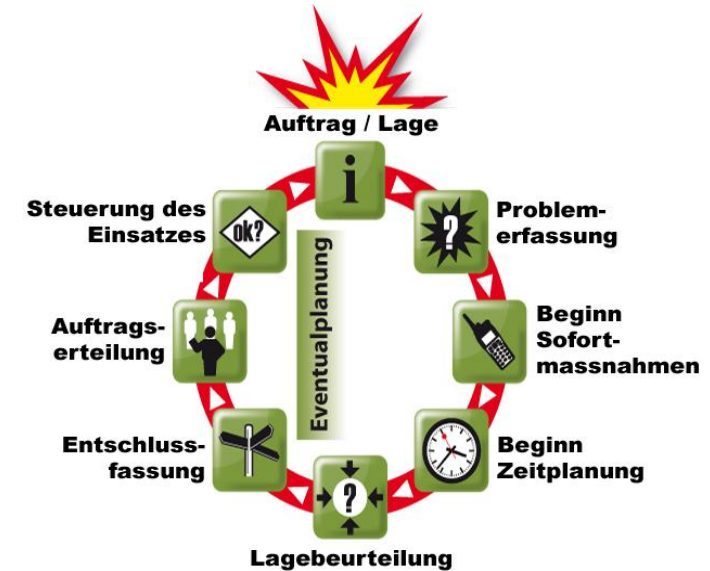 Auftrag / Lage
i
Problem-
erfassung
?
Beginn
Sofort-
massnahmen
Beginn
Zeitplanung
Lagebeurteilung
?
Entschluss-
fassung
Auftrags-
erteilung
Steuerung des
Einsatzes
ok?
Eventualplanung